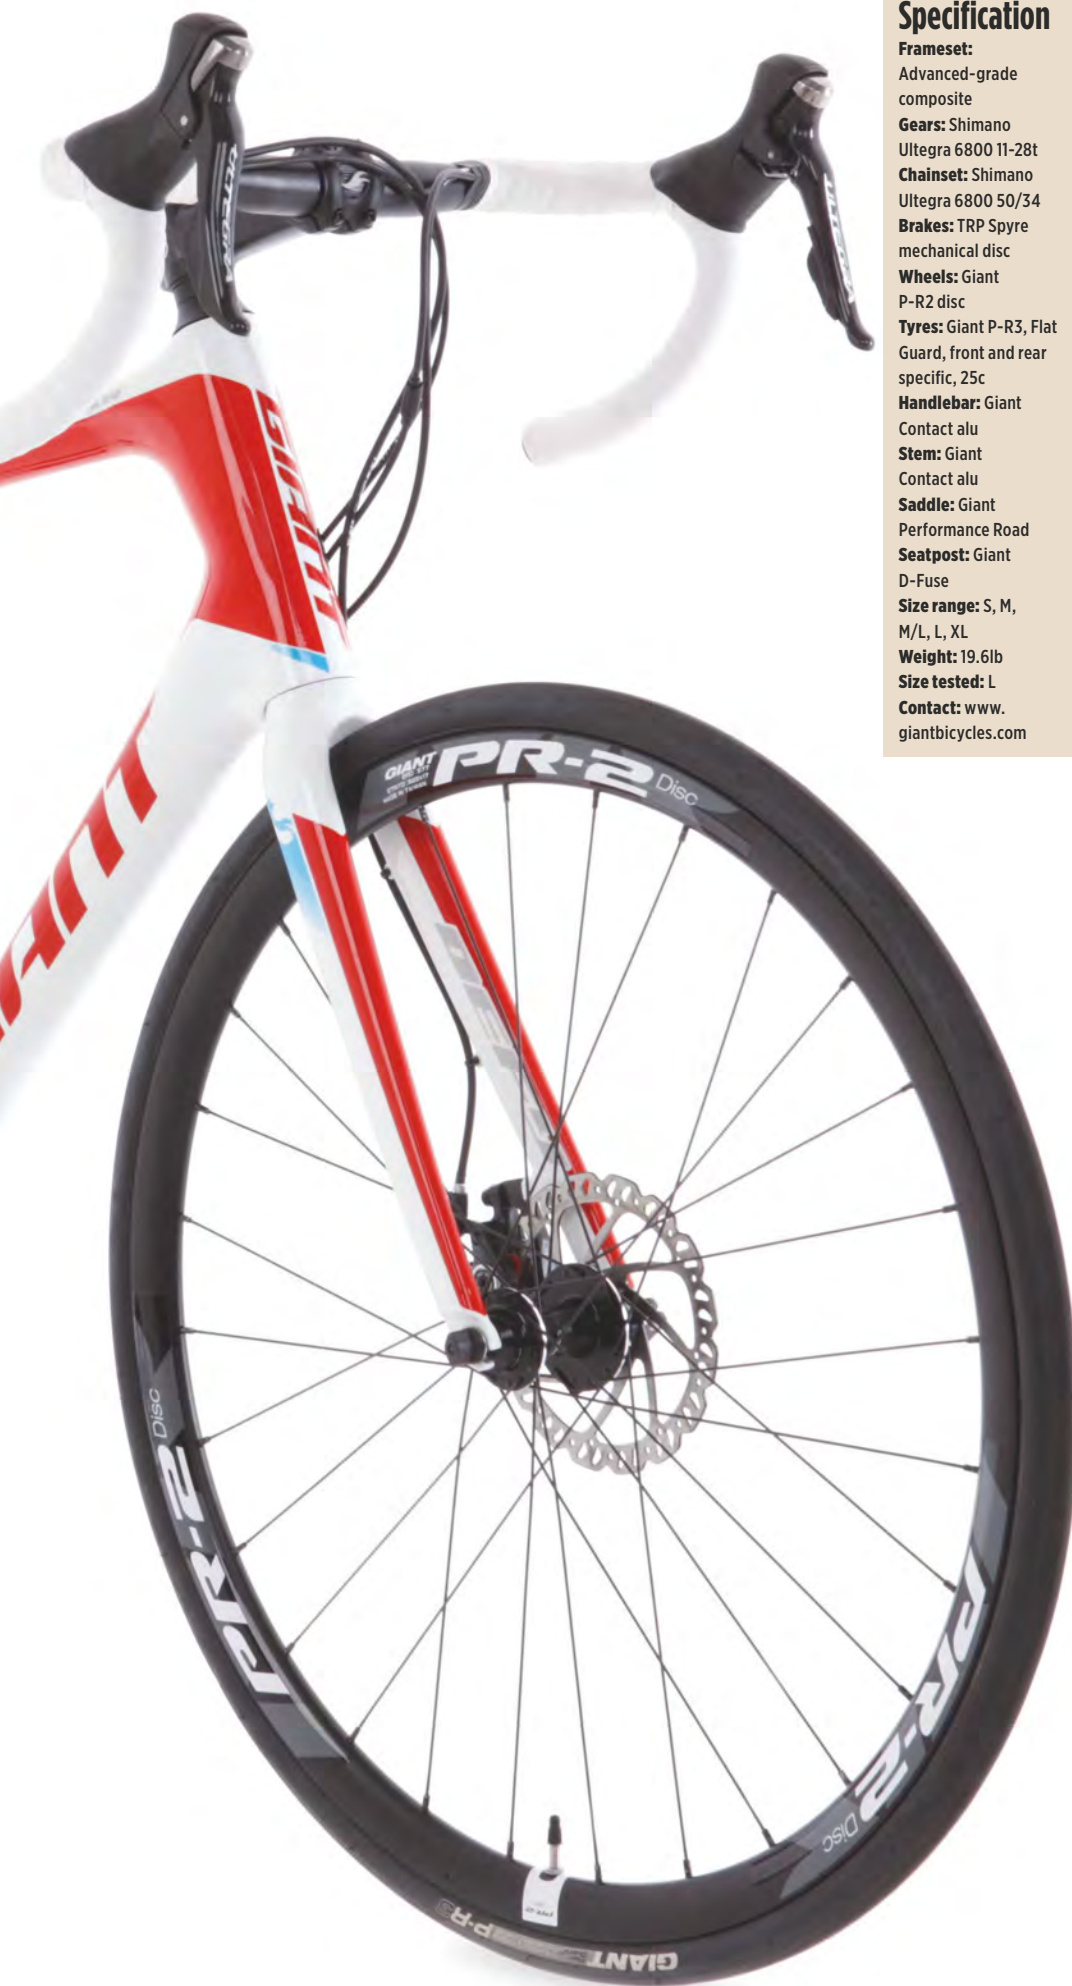 Specification
Frameset:
Advanced-grade
composite
Gears: Shimano
Ultegra 6800 11-28t
Chainset: Shimano
Ultegra 6800 50/34
Brakes: TRP Spyre
mechanical disc
Wheels: Giant
P-R2 disc
Tyres: Giant P-R3, Flat
Guard, front and rear
specific, 25c
Handlebar: Giant
Contact alu
Stem: Giant
Contact alu
Saddle: Giant
Performance Road
Seatpost: Giant
D-Fuse
Size range: S, M,
M/L, L, XL
Weight: 19.6lb
Size tested: L
Contact: www.
giantbicycles.com
ULTEGRA
ULTEGRA
GIANT
GIANT
PR-2 Disc
PR-2 Disc
PR-2 Disc
GIANT
P-R3